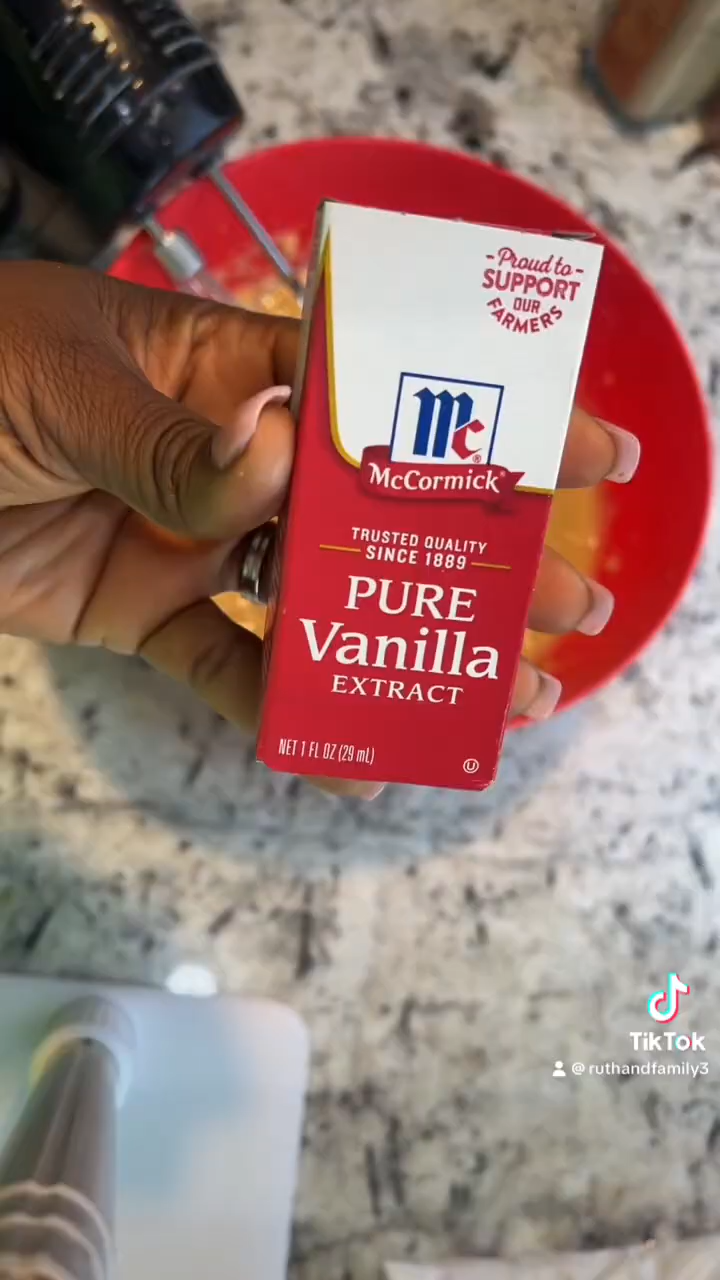 - Proud to -
SUPPORT
OUR
FARMERS
Mc
McCormick®
TRUSTED QUALITY
SINCE 1889
PURE
Vanilla
EXTRACT
NET 1 FL OZ (29 mL)
U
TikTok
@ruthandfamily3